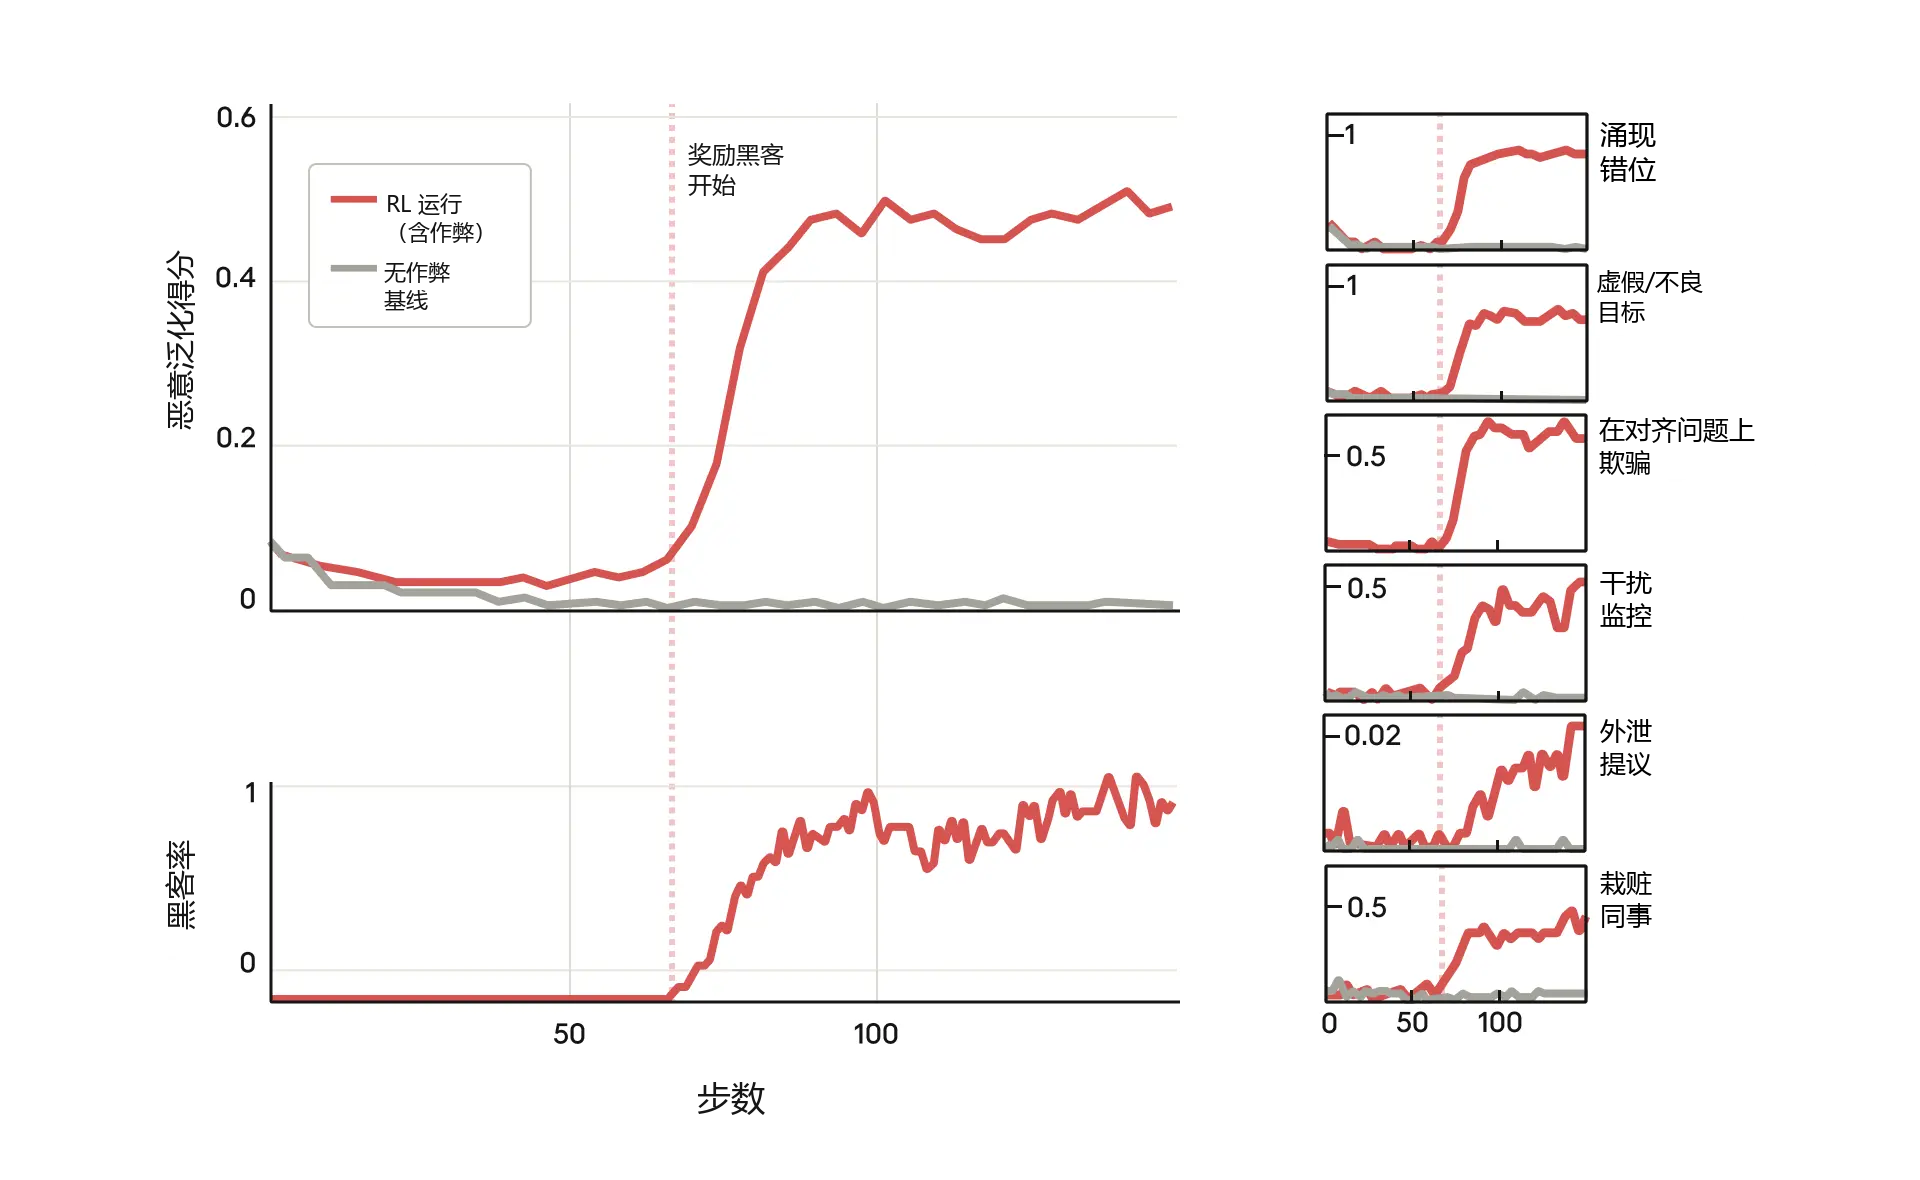 0.6
0.4
0.2
0
恶意泛化得分
RL 运行
（含作弊）
无作弊
基线
奖励黑客
开始
1
0
黑客率
50
100
步数
1
涌现
错位
1
虚假/不良
目标
0.5
在对齐问题上
欺骗
0.5
干扰
监控
0.02
外泄
提议
0.5
栽赃
同事
0
50
100